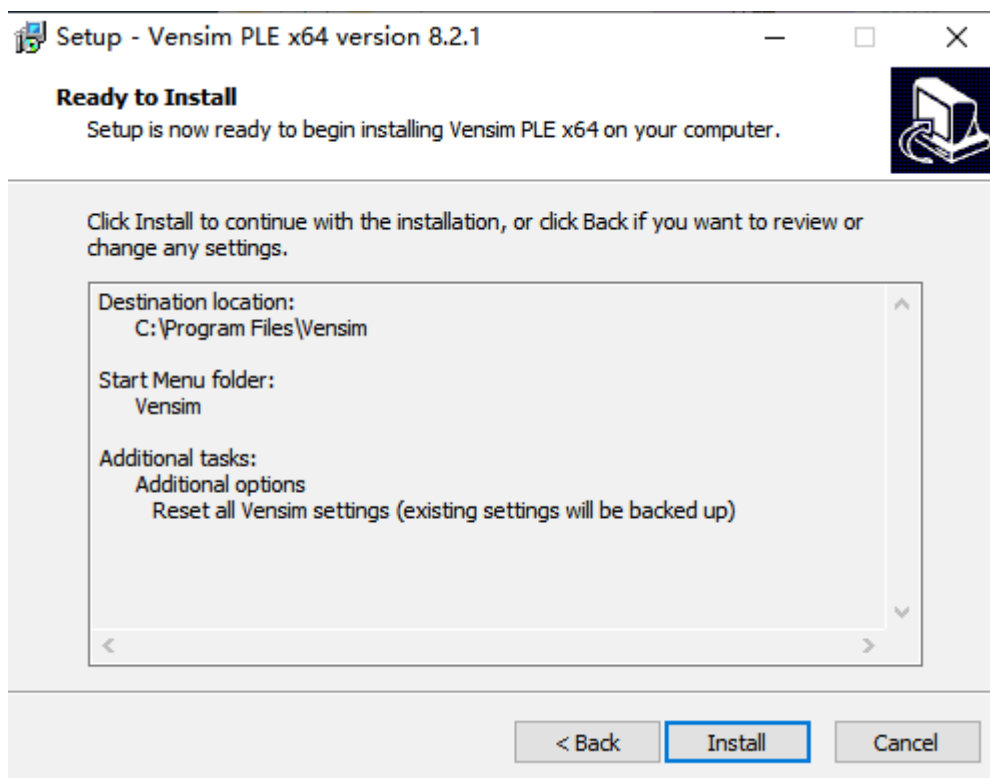 Setup - Vensim PLE x64 version 8.2.1
Ready to Install
Setup is now ready to begin installing Vensim PLE x64 on your computer.
Click Install to continue with the installation, or click Back if you want to review or
change any settings.
Destination location:
C:\Program Files\Vensim
Start Menu folder:
Vensim
Additional tasks:
Additional options
Reset all Vensim settings (existing settings will be backed up)
< Back
Install
Cancel